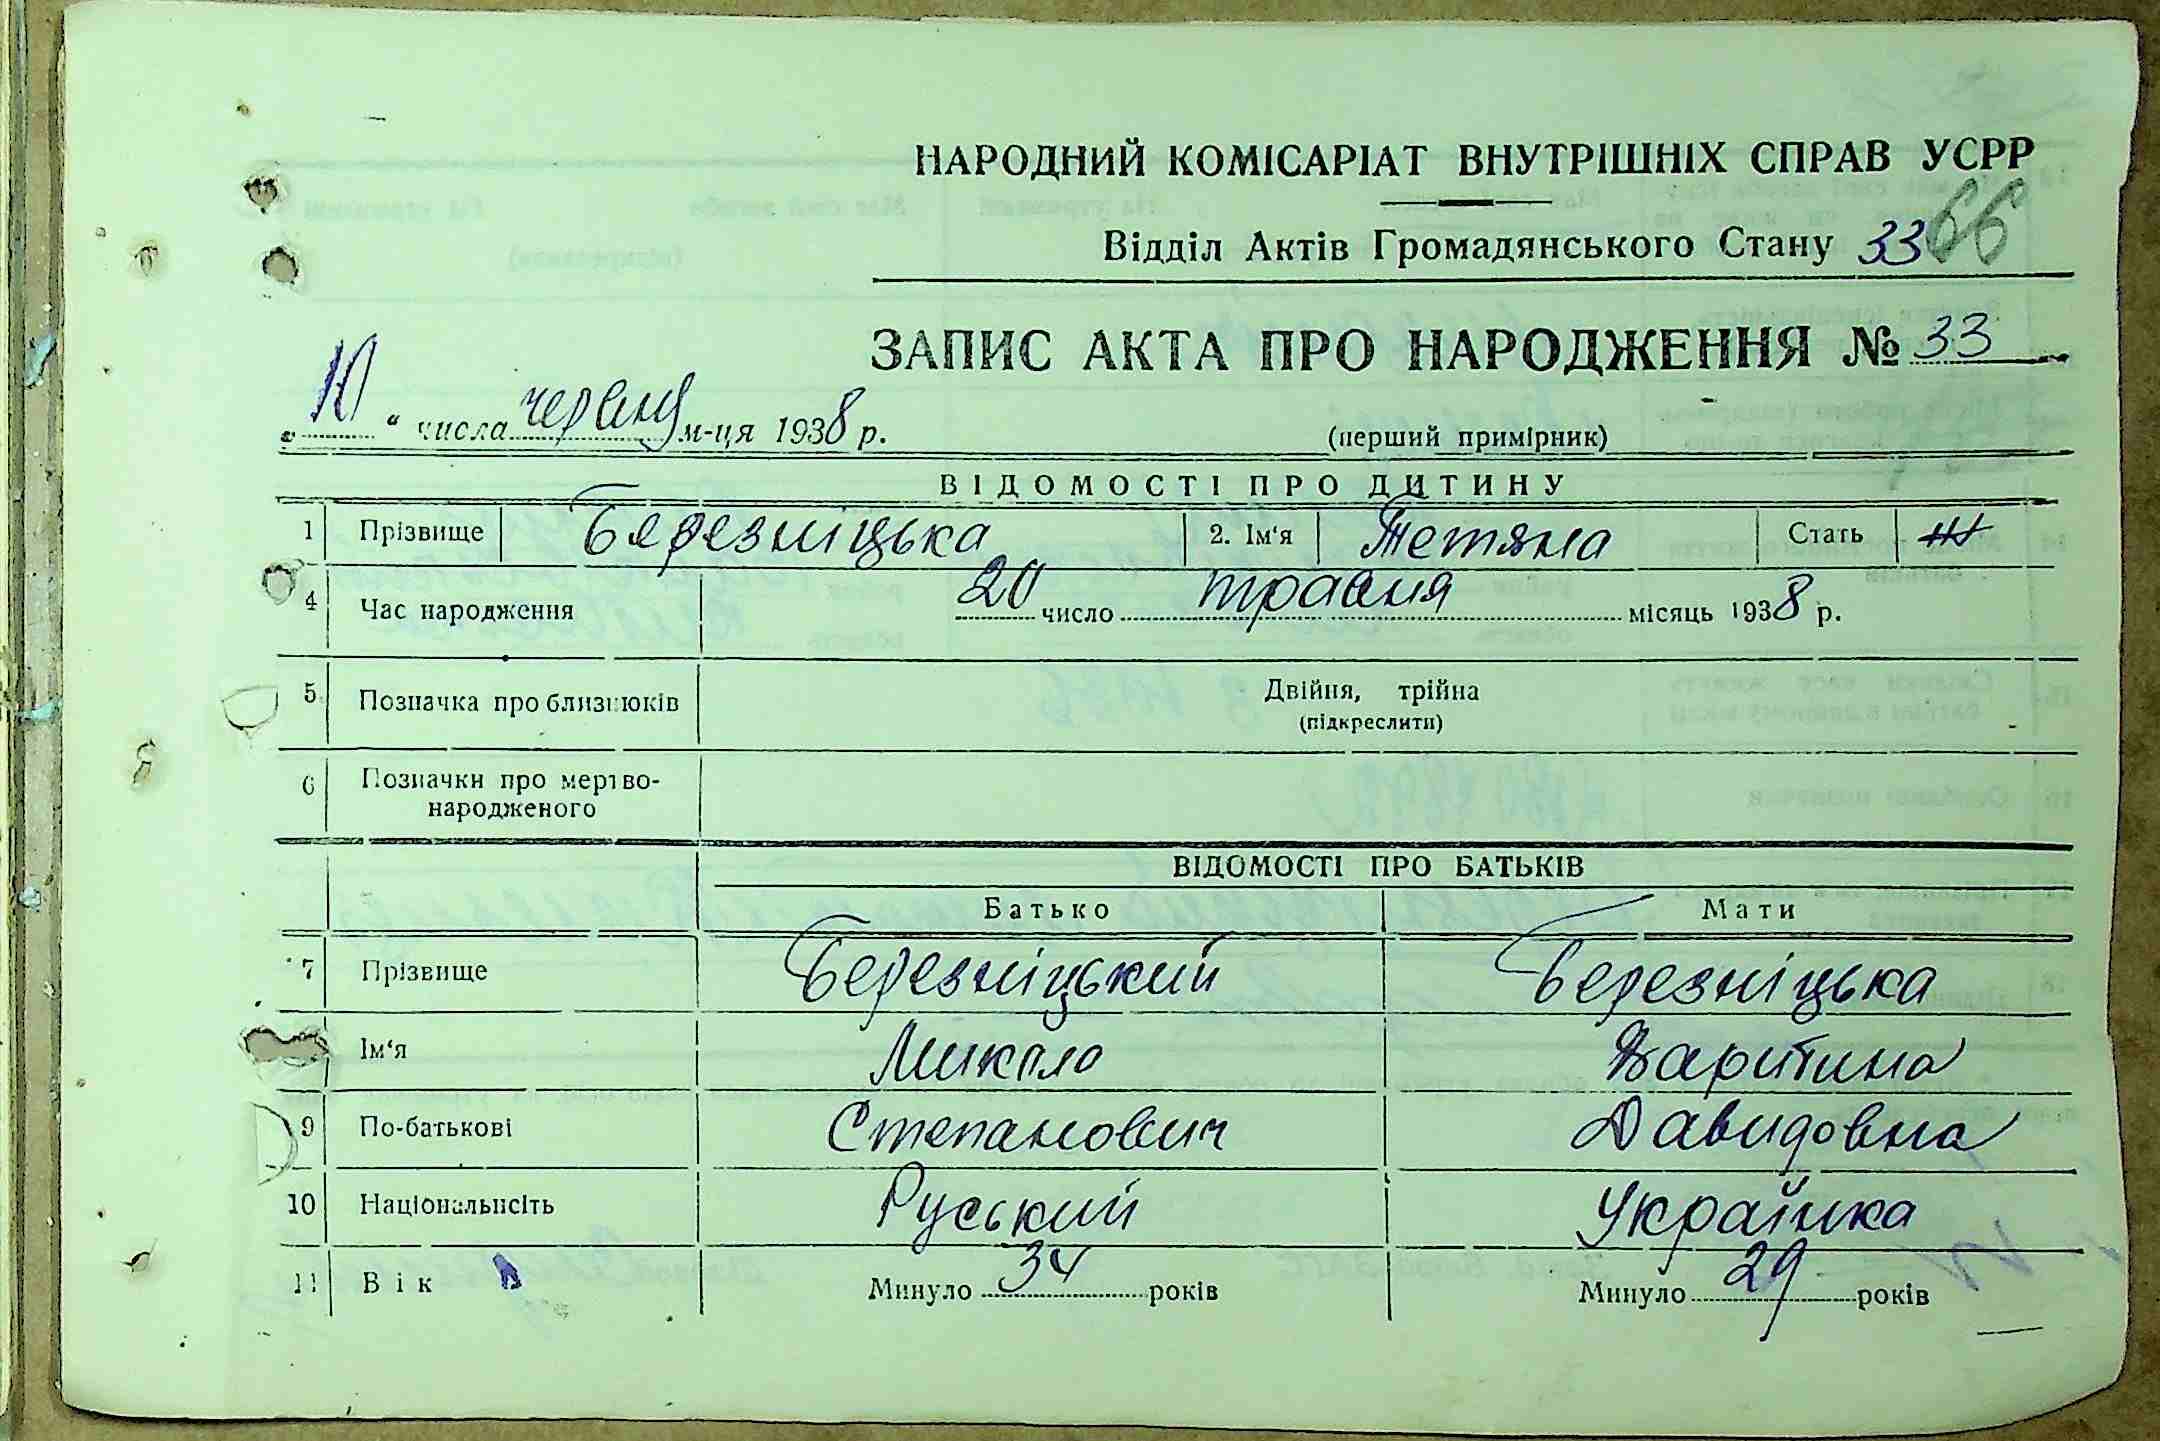 НАРОДНИЙ КОМІСАРІАТ ВНУТРІШНІХ СПРАВ УСРР
Відділ Актів Громадянського Стану 33 66
ЗАПИС АКТА ПРО НАРОДЖЕННЯ № 33
„ 10 “ числа червня м-ця 1938 р.
(перший примірник)
ВІДОМОСТІ ПРО ДИТИНУ
1 Прізвище Березніцька 2. Ім'я Тетяна Стать Ж
4 Час народження 20 число травня місяць 1938 р.
5 Позначка про близнюків Двійня, трійна
(підкреслити)
6 Позначки про мертво-
народженого
ВІДОМОСТІ ПРО БАТЬКІВ
Батько Мати
7 Прізвище Березніцький Березніцька
Ім'я Микола
9 По-батькові Степанович Давидовна
10 Національність Руський Українка
11 Вік Минуло 34 років Минуло 29 років